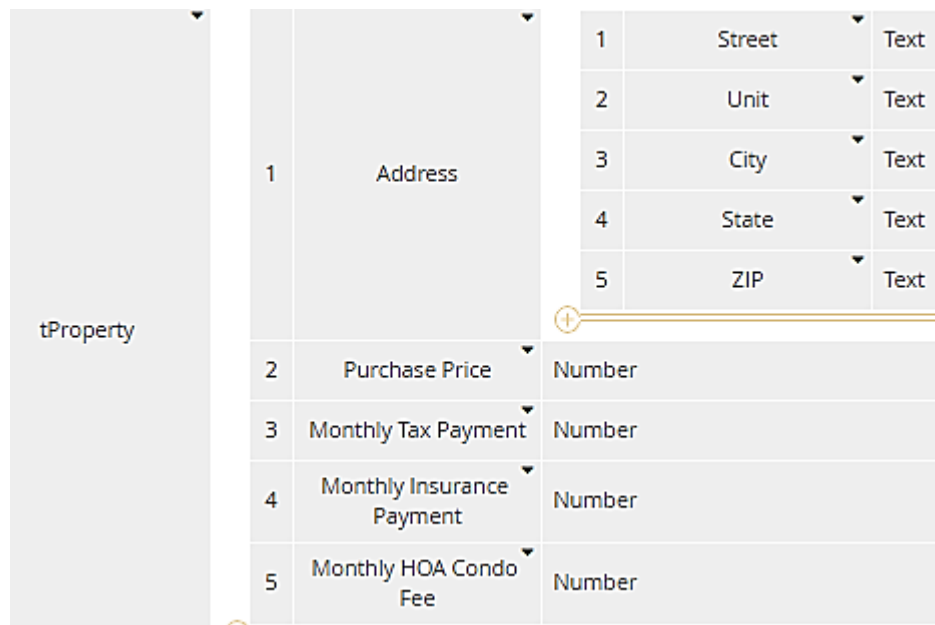 tProperty
1 Address
1 Street Text
2 Unit Text
3 City Text
4 State Text
5 ZIP Text
2 Purchase Price Number
3 Monthly Tax Payment Number
4 Monthly Insurance
Payment Number
5 Monthly HOA Condo
Fee Number